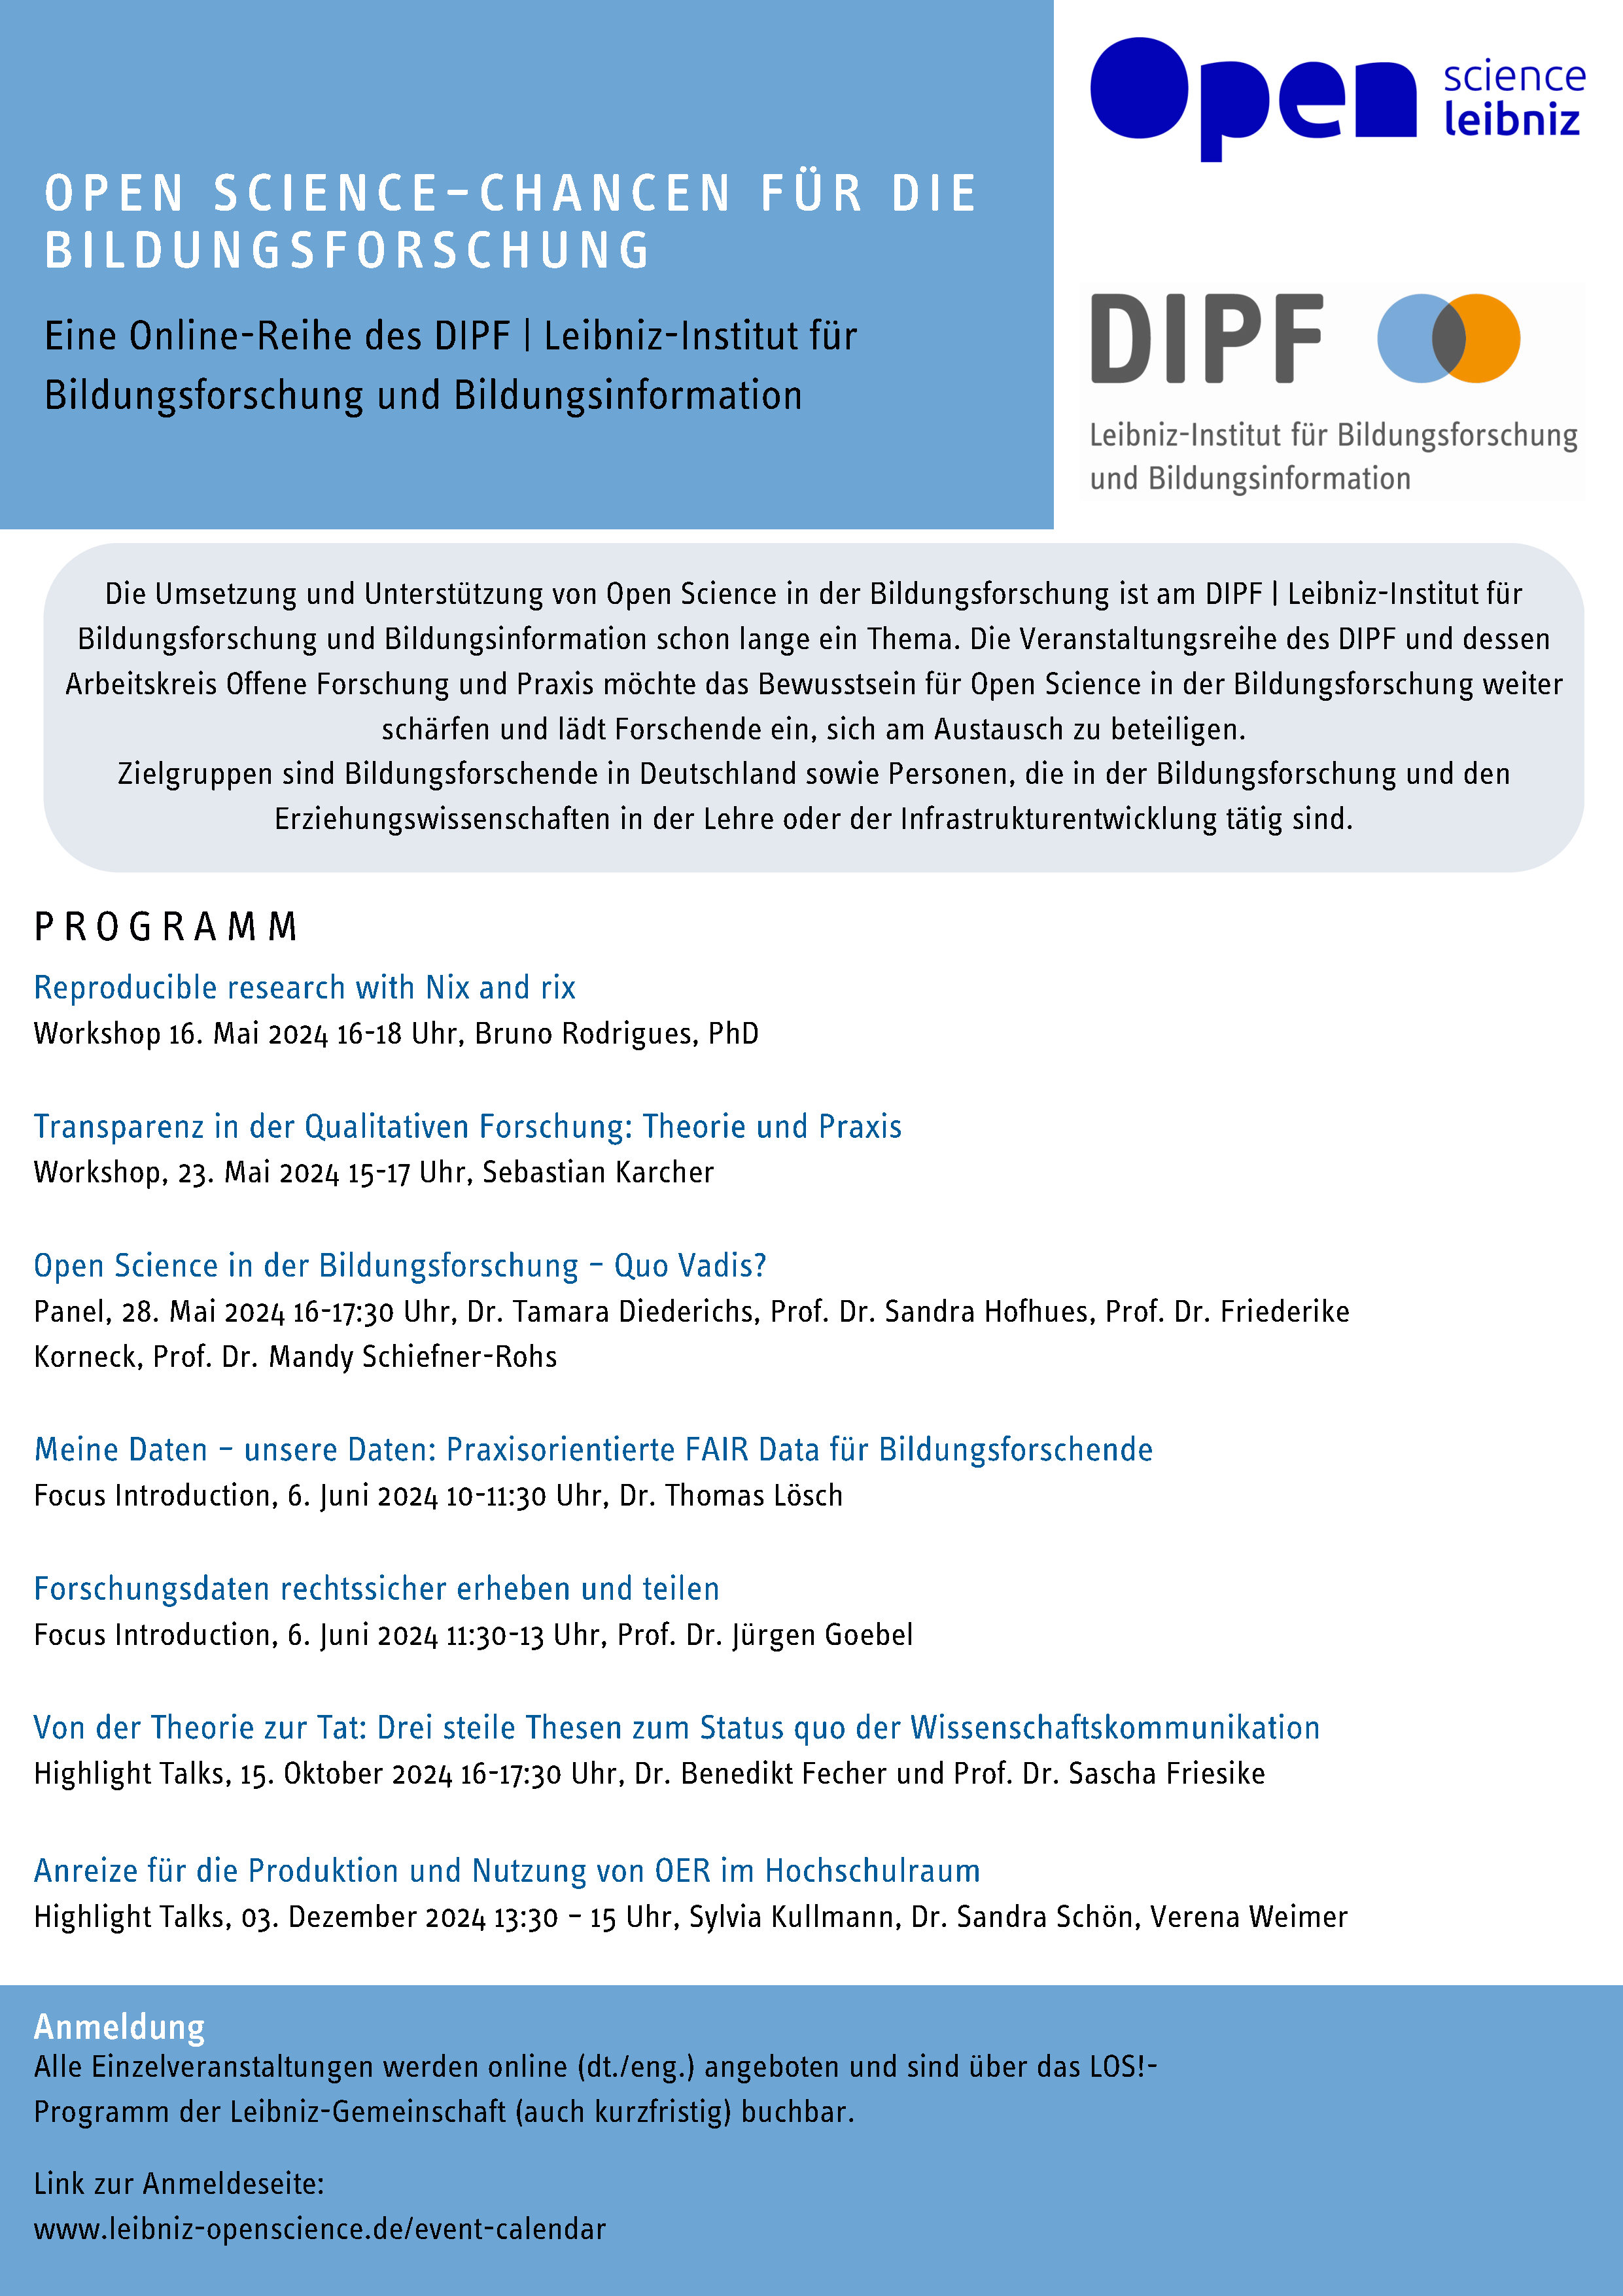 Open science
leibniz
OPEN SCIENCE–CHANCEN FÜR DIE
BILDUNGSFORSCHUNG
Eine Online-Reihe des DIPF | Leibniz-Institut für
Bildungsforschung und Bildungsinformation
DIPF
Leibniz-Institut für Bildungsforschung
und Bildungsinformation
Die Umsetzung und Unterstützung von Open Science in der Bildungsforschung ist am DIPF | Leibniz-Institut für
Bildungsforschung und Bildungsinformation schon lange ein Thema. Die Veranstaltungsreihe des DIPF und dessen
Arbeitskreis Offene Forschung und Praxis möchte das Bewusstsein für Open Science in der Bildungsforschung weiter
schärfen und lädt Forschende ein, sich am Austausch zu beteiligen.
Zielgruppen sind Bildungsforschende in Deutschland sowie Personen, die in der Bildungsforschung und den
Erziehungswissenschaften in der Lehre oder der Infrastrukturentwicklung tätig sind.
PROGRAMM
Reproducible research with Nix and rix
Workshop 16. Mai 2024 16-18 Uhr, Bruno Rodrigues, PhD
Transparenz in der Qualitativen Forschung: Theorie und Praxis
Workshop, 23. Mai 2024 15-17 Uhr, Sebastian Karcher
Open Science in der Bildungsforschung – Quo Vadis?
Panel, 28. Mai 2024 16-17:30 Uhr, Dr. Tamara Diederichs, Prof. Dr. Sandra Hofhues, Prof. Dr. Friederike
Korneck, Prof. Dr. Mandy Schiefner-Rohs
Meine Daten – unsere Daten: Praxisorientierte FAIR Data für Bildungsforschende
Focus Introduction, 6. Juni 2024 10-11:30 Uhr, Dr. Thomas Lösch
Forschungsdaten rechtssicher erheben und teilen
Focus Introduction, 6. Juni 2024 11:30-13 Uhr, Prof. Dr. Jürgen Goebel
Von der Theorie zur Tat: Drei steile Thesen zum Status quo der Wissenschaftskommunikation
Highlight Talks, 15. Oktober 2024 16-17:30 Uhr, Dr. Benedikt Fecher und Prof. Dr. Sascha Friesike
Anreize für die Produktion und Nutzung von OER im Hochschulraum
Highlight Talks, 03. Dezember 2024 13:30 – 15 Uhr, Sylvia Kullmann, Dr. Sandra Schön, Verena Weimer
Anmeldung
Alle Einzelveranstaltungen werden online (dt./eng.) angeboten und sind über das LOS!-
Programm der Leibniz-Gemeinschaft (auch kurzfristig) buchbar.
Link zur Anmeldeseite:
www.leibniz-openscience.de/event-calendar